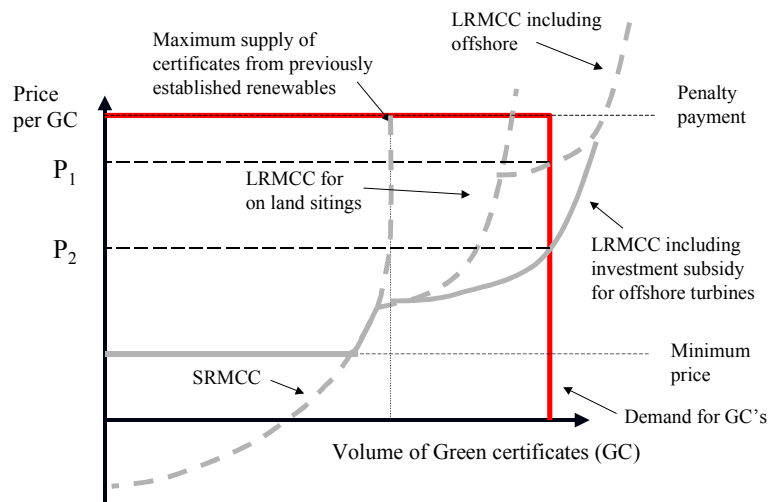 LRMCC including
offshore
Maximum supply of
certificates from previously
established renewables
Price
per GC
Penalty
payment
P1
LRMCC for
on land sitings
P2
LRMCC including
investment subsidy
for offshore turbines
Minimum
price
SRMCC
Demand for GC's
Volume of Green certificates (GC)